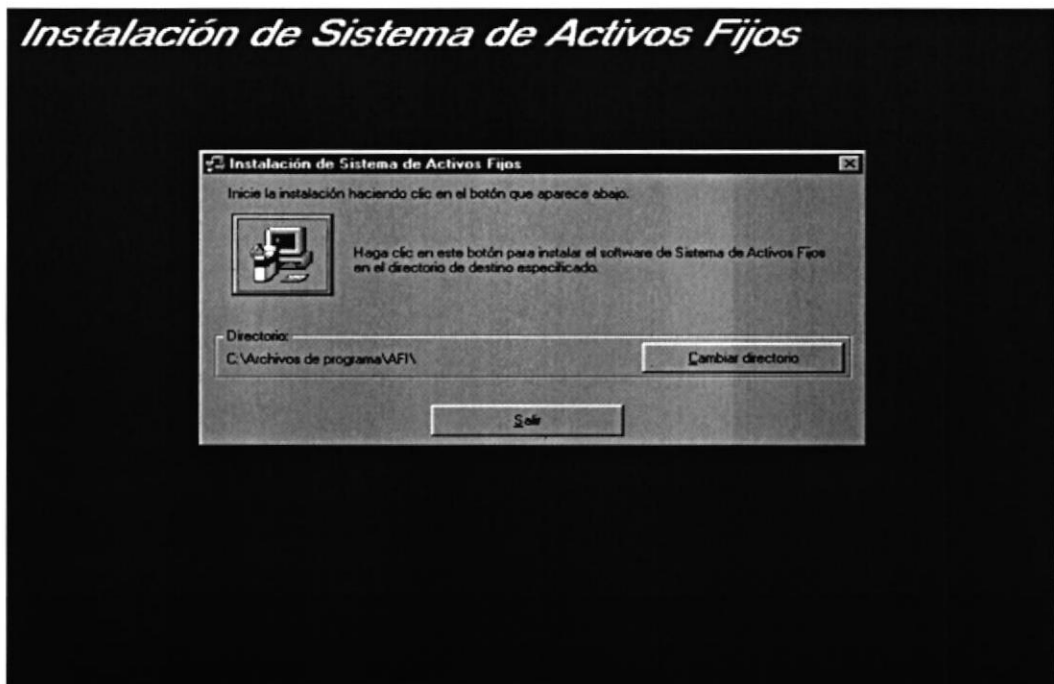 Instalación de Sistema de Activos Fijos
Instalación de Sistema de Activos Fijos
Inicie la instalación haciendo clic en el botón que aparece abajo.
Haga clic en este botón para instalar el software de Sistema de Activos Fijos
en el directorio de destino especificado.
Directorio:
C:\Archivos de programa\AFI\
Cambiar directorio
Salir